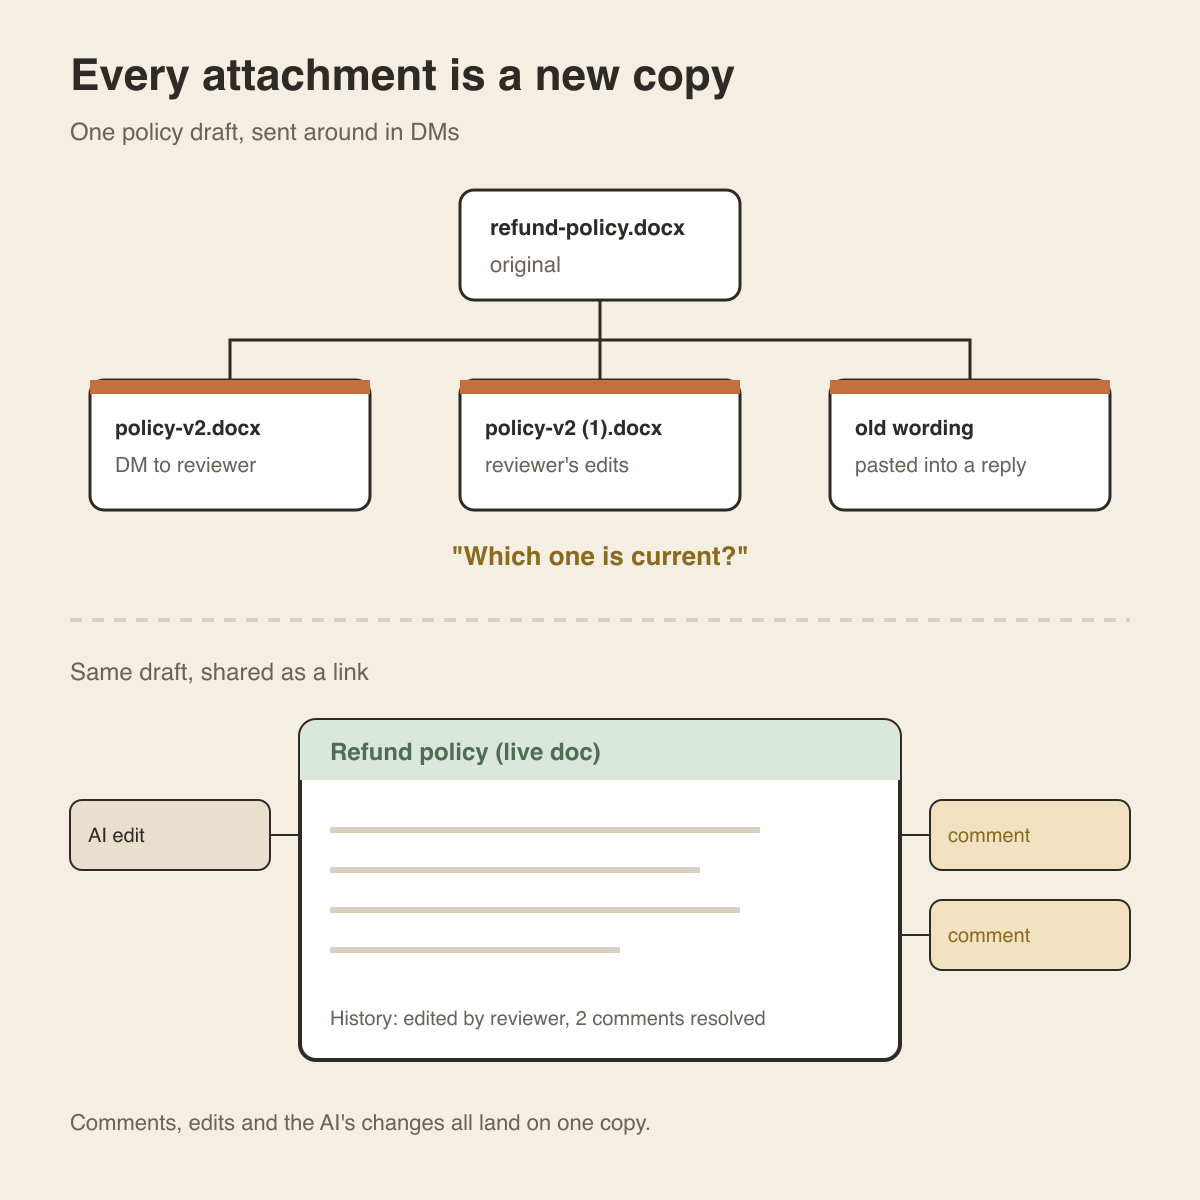 Every attachment is a new copy
One policy draft, sent around in DMs
refund-policy.docx
original
policy-v2.docx
DM to reviewer
policy-v2 (1).docx
reviewer's edits
old wording
pasted into a reply
"Which one is current?"
Same draft, shared as a link
Refund policy (live doc)
AI edit
comment
comment
History: edited by reviewer, 2 comments resolved
Comments, edits and the AI's changes all land on one copy.